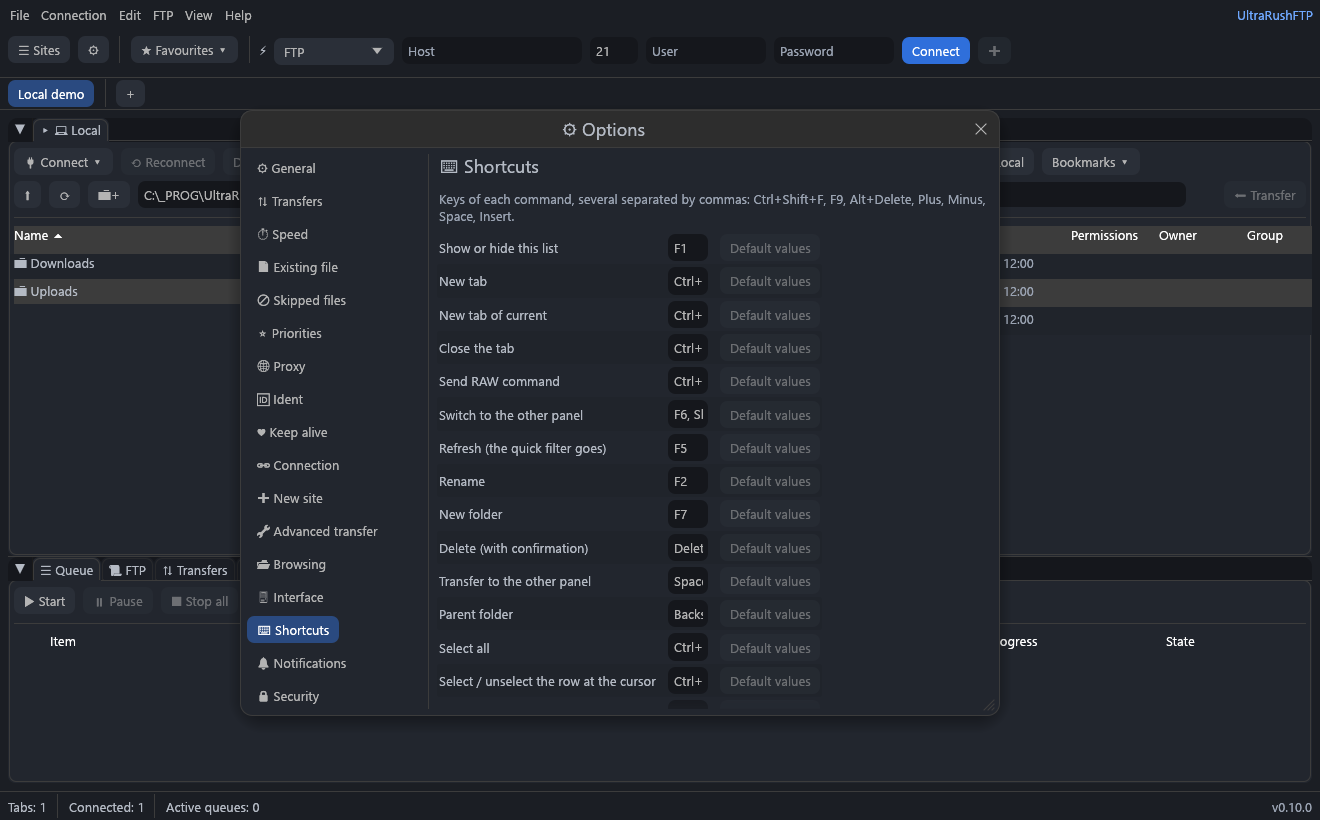 File Connection Edit FTP View Help UltraRushFTP
Sites Favourites FTP Host 21 User Password Connect +
Local demo +
Options
Local
Connect Reconnect D ocal Bookmarks
C:\_PROG\UltraR Transfer
Name Permissions Owner Group
Downloads 12:00
Uploads 12:00
12:00
General
Transfers
Speed
Existing file
Skipped files
Priorities
Proxy
Ident
Keep alive
Connection
New site
Advanced transfer
Browsing
Interface
Shortcuts
Notifications
Security
Shortcuts
Keys of each command, several separated by commas: Ctrl+Shift+F, F9, Alt+Delete, Plus, Minus,
Space, Insert.
Show or hide this list F1 Default values
New tab Ctrl+ Default values
New tab of current Ctrl+ Default values
Close the tab Ctrl+ Default values
Send RAW command Ctrl+ Default values
Switch to the other panel F6, Sl Default values
Refresh (the quick filter goes) F5 Default values
Rename F2 Default values
New folder F7 Default values
Delete (with confirmation) Delet Default values
Transfer to the other panel Spac Default values
Parent folder Backs Default values
Select all Ctrl+ Default values
Select / unselect the row at the cursor Ctrl+ Default values
Queue FTP Transfers
Start Pause Stop all
Item ogress State
Tabs: 1 Connected: 1 Active queues: 0 v0.10.0